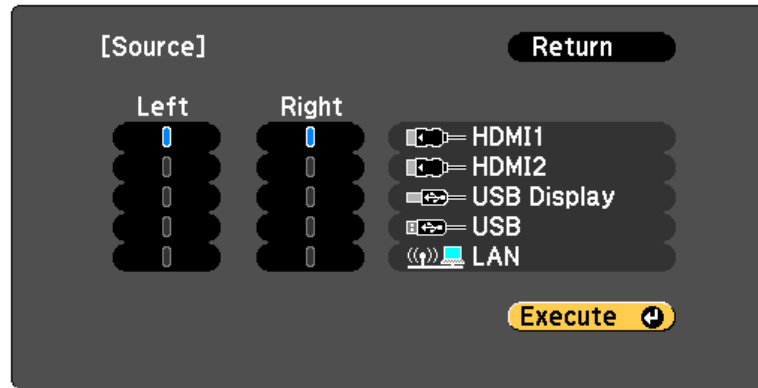 [Source]
Return
Left Right
HDMI1
HDMI2
USB Display
USB
LAN
Execute